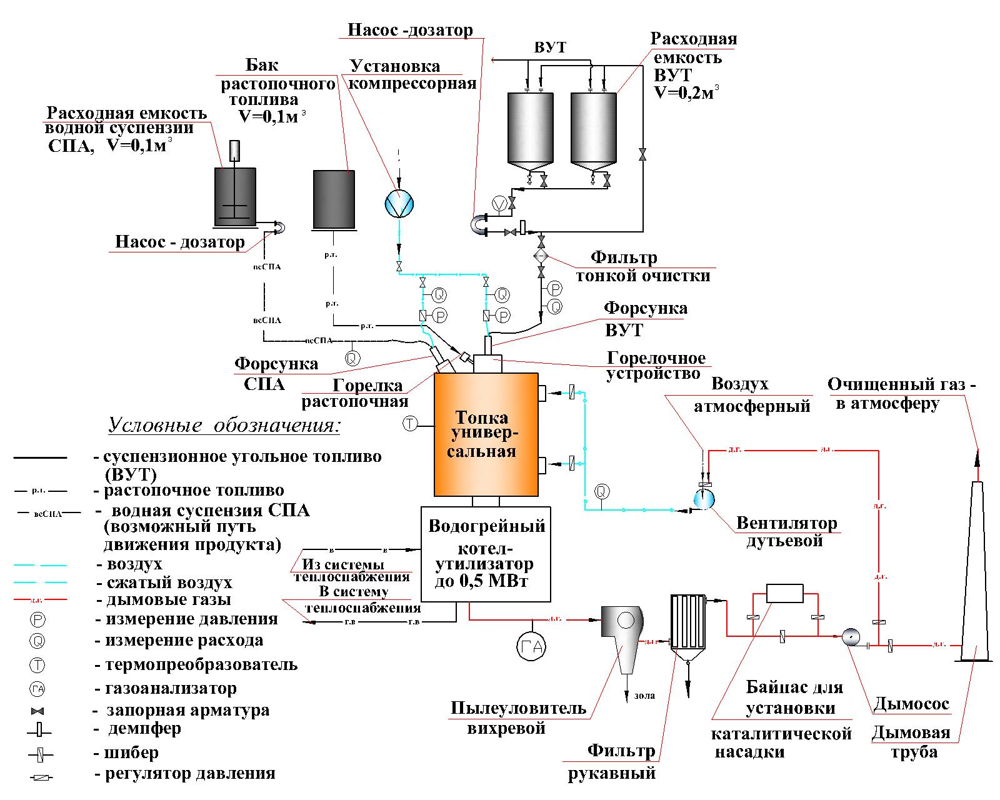 Насос -дозатор
ВУТ
Расходная
емкость
ВУТ
V=0,2м³
Бак
растопочного
топлива
V=0,1м³
Установка
компрессорная
Расходная емкость
водной суспензии
СПА, V=0,1м³
Насос - дозатор
V
р.т.
всСПА
Фильтр
тонкой очистки
Q
Q
P
р.т.
P
P
Q
Форсунка
ВУТ
всСПА
р.т.
всСПА
Q
Форсунка
СПА
Горелка
растопочная
Горелочное
устройство
Воздух
атмосферный
Очищенный газ -
в атмосферу
T
Топка
универ-
сальная
д.г.
д.г.
Q
д.г.
Вентилятор
дутьевой
Водогрейный
котел-
утилизатор
до 0,5 МВт
в
в
Из системы
теплоснабжения
В систему
теплоснабжения
г.в
г.в
д.г.
д.г.
ГА
д.г.
д.г.
зола
Пылеуловитель
вихревой
Фильтр
рукавный
Байпас для
установки
каталитической
насадки
Дымосос
Дымовая
труба
Условные обозначения:
- суспензионное угольное топливо
(ВУТ)
р.т. - растопочное топливо
всСПА - водная суспензия СПА
(возможный путь
движения продукта)
- воздух
- сжатый воздух
д.г. - дымовые газы
P - измерение давления
Q - измерение расхода
T - термопреобразователь
ГА - газоанализатор
- запорная арматура
- демпфер
- шибер
- регулятор давления